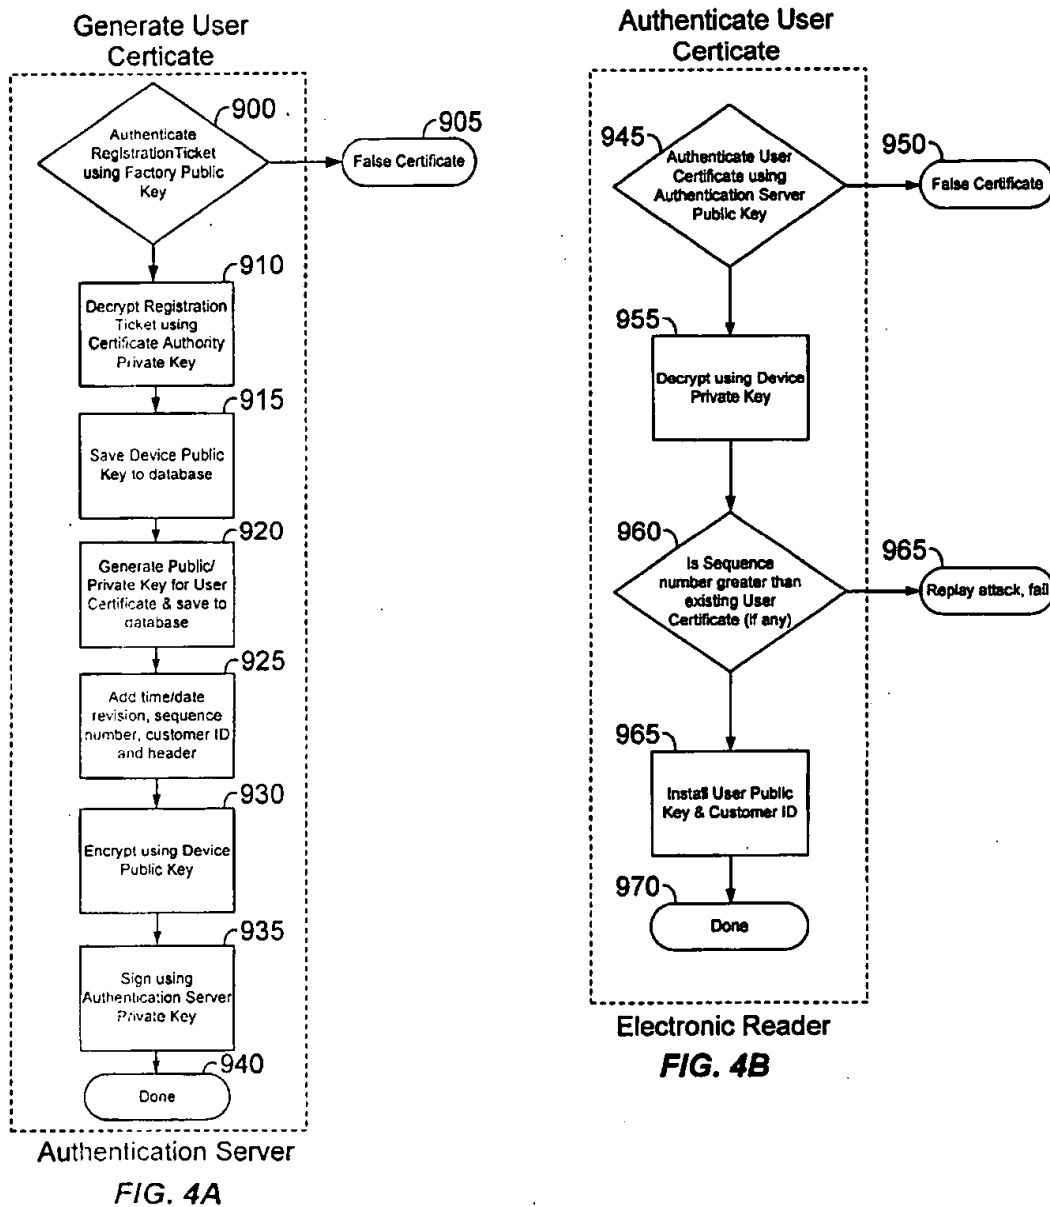 Generate User
Certicate
900
Authenticate
RegistrationTicket
using Factory Public
Key
905
False Certificate
910
Decrypt Registration
Ticket using
Certificate Authority
Private Key
915
Save Device Public
Key to database
920
Generate Public/
Private Key for User
Certificate & save to
database
925
Add time/date
revision, sequence
number, customer ID
and header
930
Encrypt using Device
Public Key
935
Sign using
Authentication Server
Private Key
940
Done
Authentication Server
FIG. 4A
Authenticate User
Certicate
945
Authenticate User
Certificate using
Authentication Server
Public Key
950
False Certificate
955
Decrypt using Device
Private Key
960
Is Sequence
number greater than
existing User
Certificate (if any)
965
Replay attack, fail
965
Install User Public
Key & Customer ID
970
Done
Electronic Reader
FIG. 4B